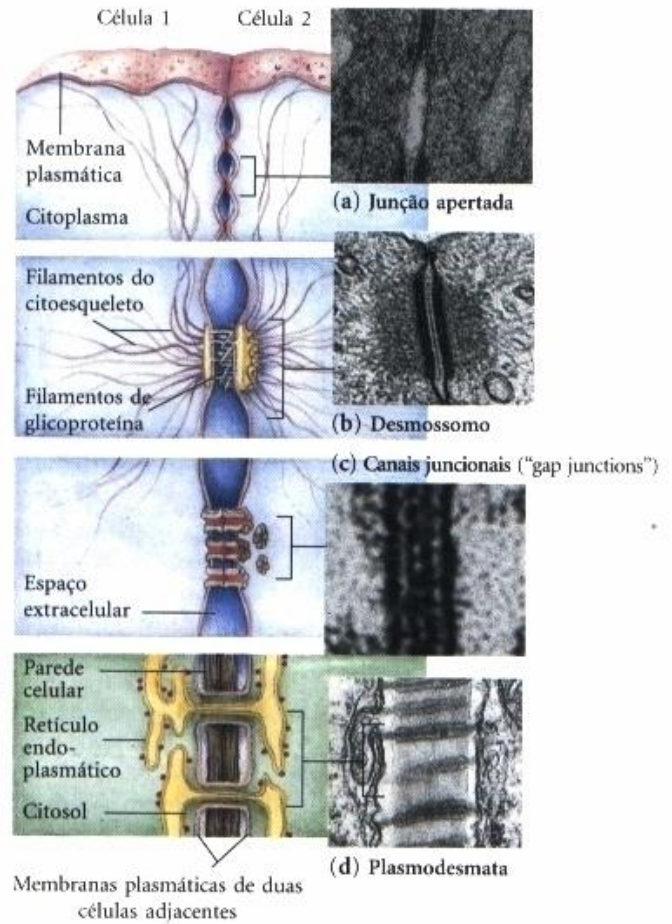 Célula 1
Célula 2
Membrana
plasmática
Citoplasma
(a) Junção apertada
Filamentos do
citoesqueleto
Filamentos de
glicoproteína
(b) Desmossomo
(c) Canais juncionais (“gap junctions”)
Espaço
extracelular
Parede
celular
Retículo
endo-
plasmático
Citosol
(d) Plasmodesmata
Membranas plasmáticas de duas
células adjacentes